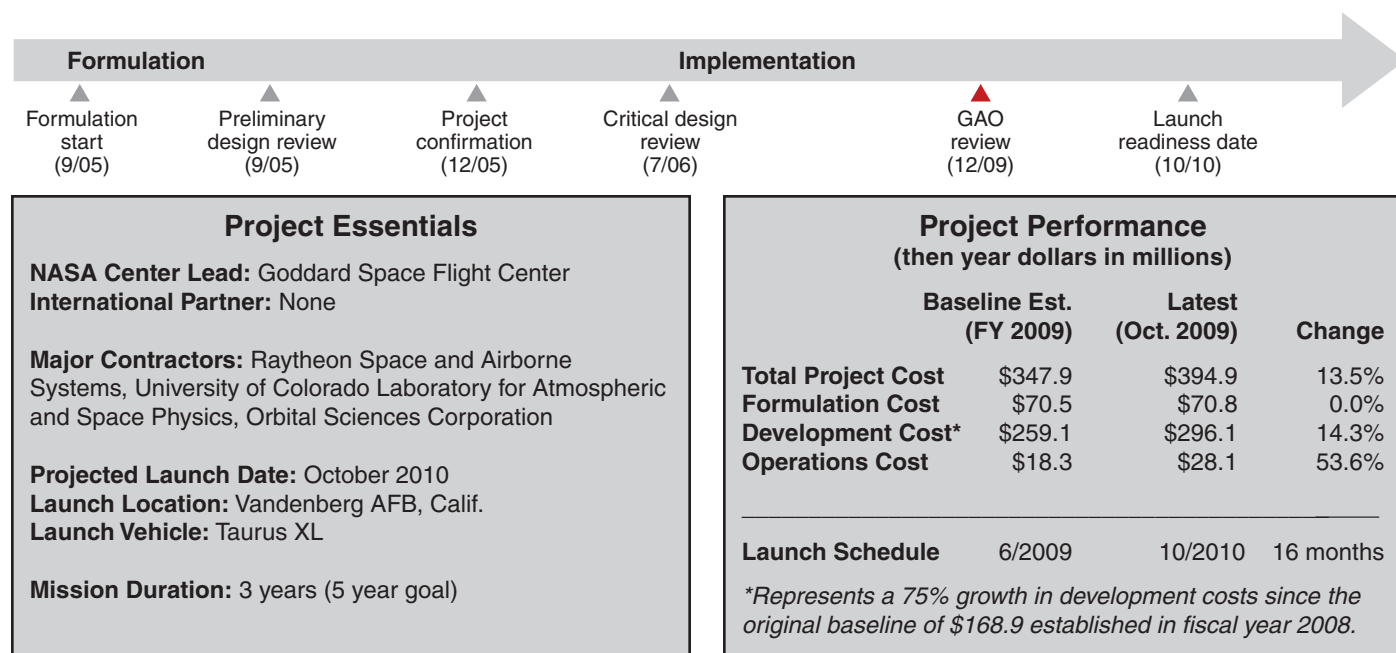 Formulation Implementation
Formulation
start
(9/05)
Preliminary
design review
(9/05)
Project
confirmation
(12/05)
Critical design
review
(7/06)
GAO
review
(12/09)
Launch
readiness date
(10/10)
Project Essentials
NASA Center Lead: Goddard Space Flight Center
International Partner: None
Major Contractors: Raytheon Space and Airborne
Systems, University of Colorado Laboratory for Atmospheric
and Space Physics, Orbital Sciences Corporation
Projected Launch Date: October 2010
Launch Location: Vandenberg AFB, Calif.
Launch Vehicle: Taurus XL
Mission Duration: 3 years (5 year goal)
Project Performance
(then year dollars in millions)
Baseline Est. Latest
(FY 2009) (Oct. 2009) Change
Total Project Cost $347.9 $394.9 13.5%
Formulation Cost $70.5 $70.8 0.0%
Development Cost* $259.1 $296.1 14.3%
Operations Cost $18.3 $28.1 53.6%
Launch Schedule 6/2009 10/2010 16 months
*Represents a 75% growth in development costs since the
original baseline of $168.9 established in fiscal year 2008.